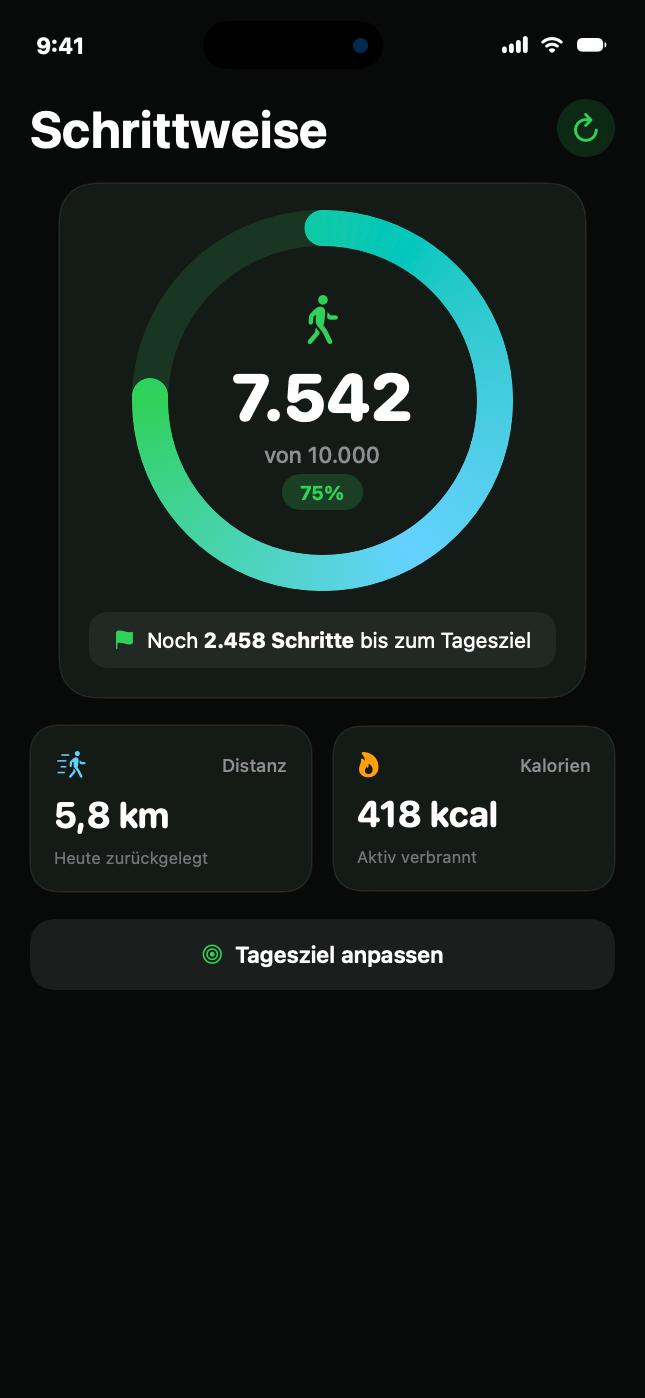 9:41
Schrittweise
7.542
von 10.000
75%
Noch 2.458 Schritte bis zum Tagesziel
Distanz
5,8 km
Heute zurückgelegt
Kalorien
418 kcal
Aktiv verbrannt
Tagesziel anpassen